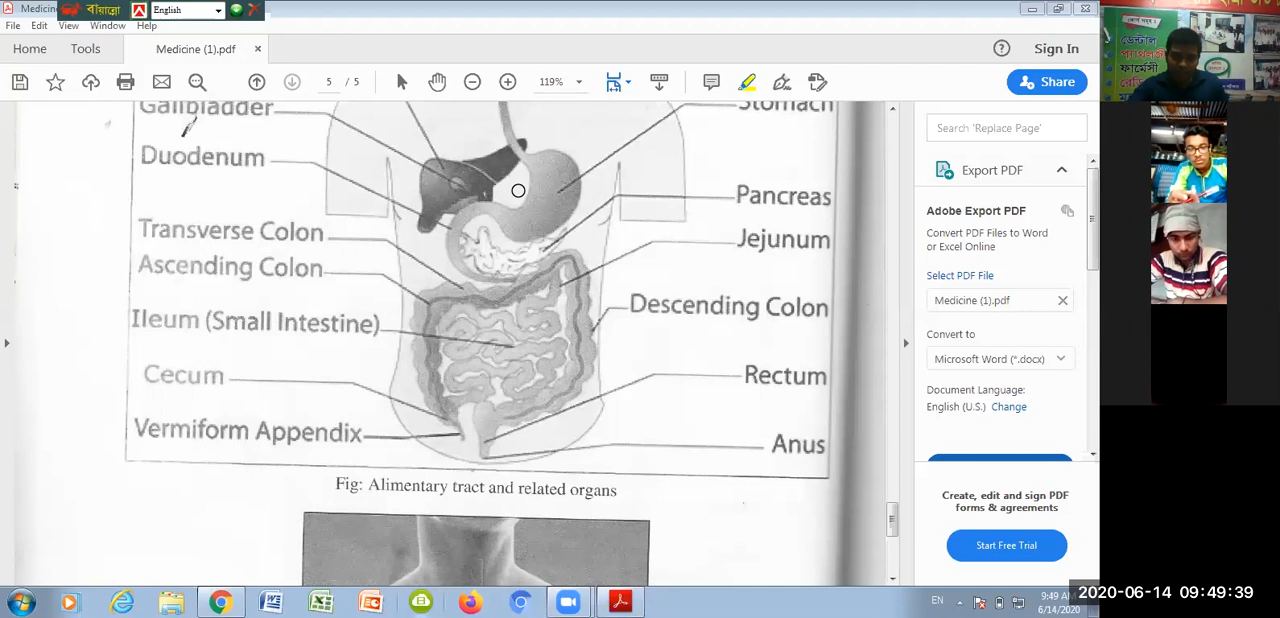 Medicin
বায়ান্নো
English
File Edit View Window Help
Home Tools Medicine (1).pdf Sign In
5 / 5 119% Share
Gallbladder
Stomach
Duodenum
Pancreas
Transverse Colon
Jejunum
Ascending Colon
Descending Colon
Ileum (Small Intestine)
Cecum
Rectum
Vermiform Appendix
Anus
Fig: Alimentary tract and related organs
Search 'Replace Page'
Export PDF
Adobe Export PDF
Convert PDF Files to Word
or Excel Online
Select PDF File
Medicine (1).pdf
Convert to
Microsoft Word (*.docx)
Document Language:
English (U.S.) Change
Create, edit and sign PDF
forms & agreements
Start Free Trial
ডেন্টাল
প্যাথলজী
ফার্মেসী
EN
9:49 AM
6/14/2020
2020-06-14 09:49:39